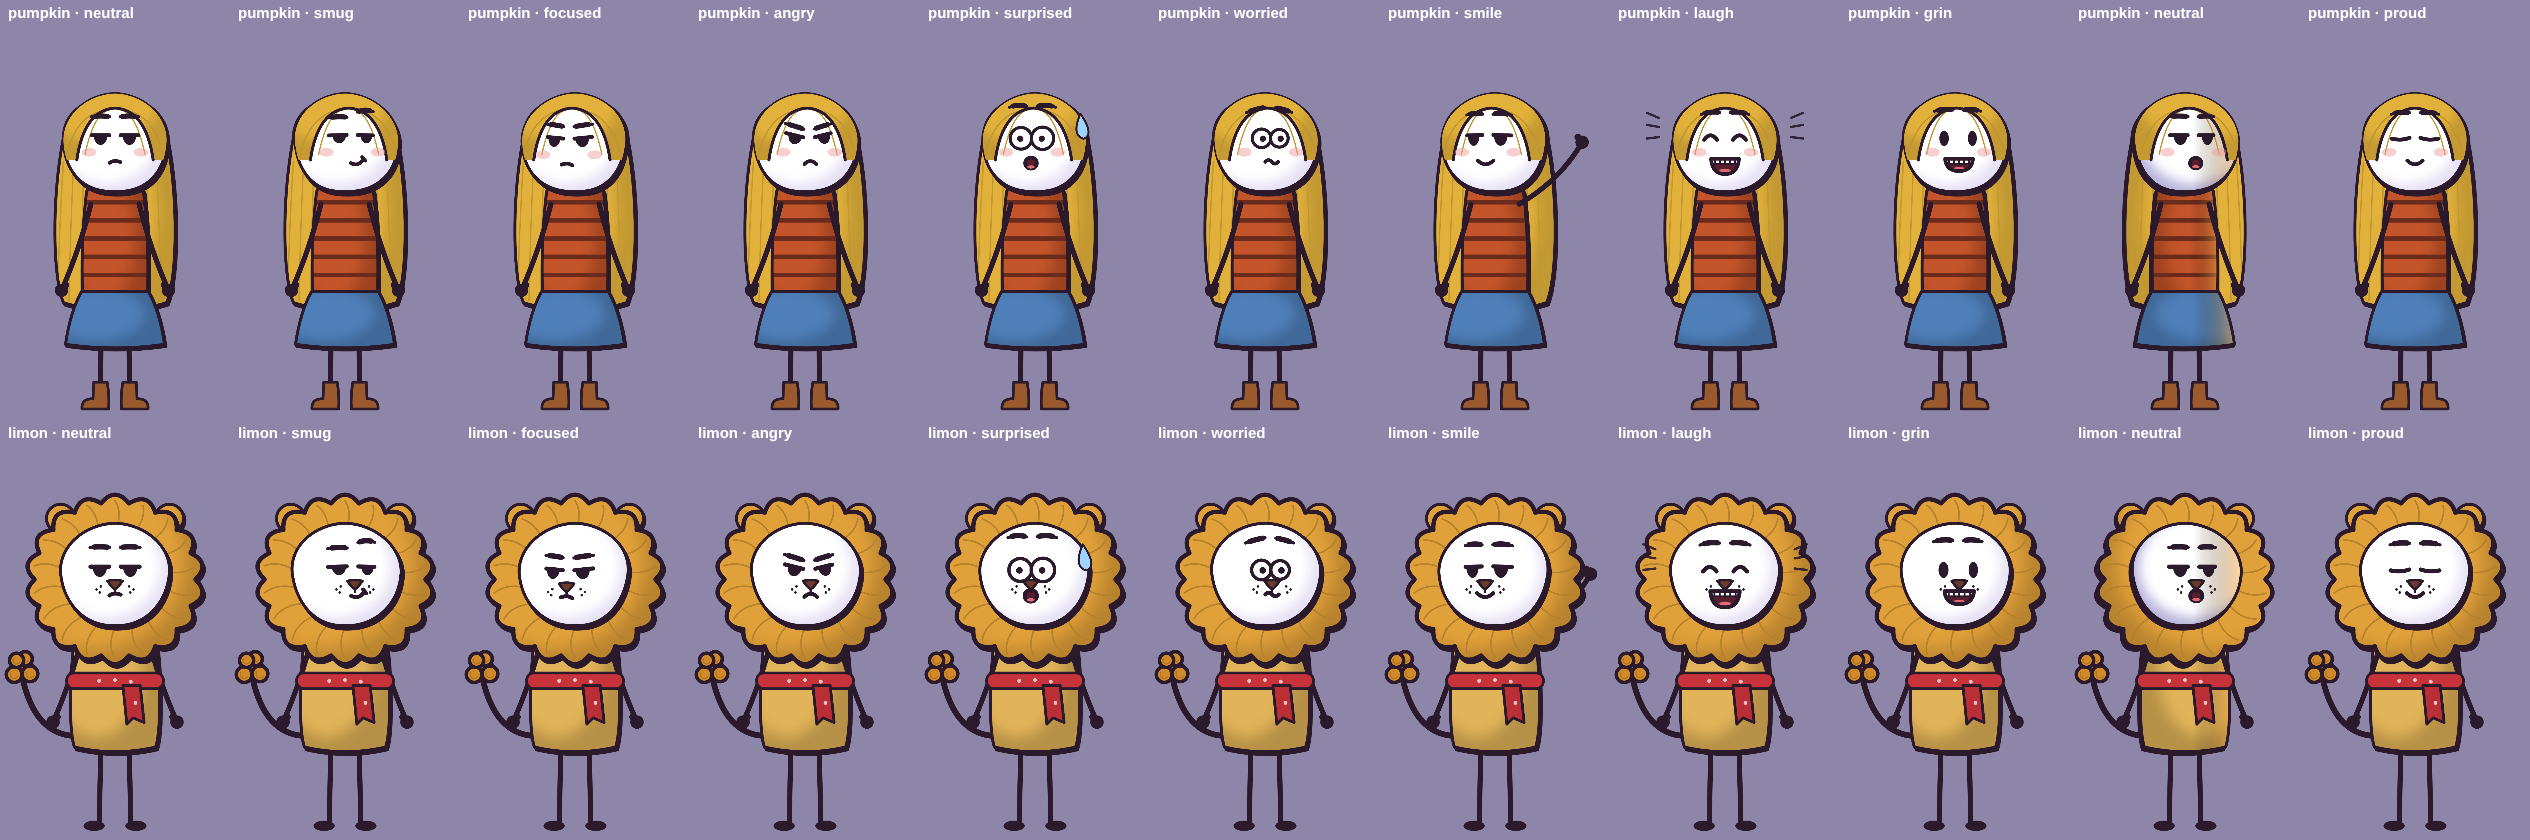 pumpkin · neutral
pumpkin · smug
pumpkin · focused
pumpkin · angry
pumpkin · surprised
pumpkin · worried
pumpkin · smile
pumpkin · laugh
pumpkin · grin
pumpkin · neutral
pumpkin · proud
limon · neutral
limon · smug
limon · focused
limon · angry
limon · surprised
limon · worried
limon · smile
limon · laugh
limon · grin
limon · neutral
limon · proud